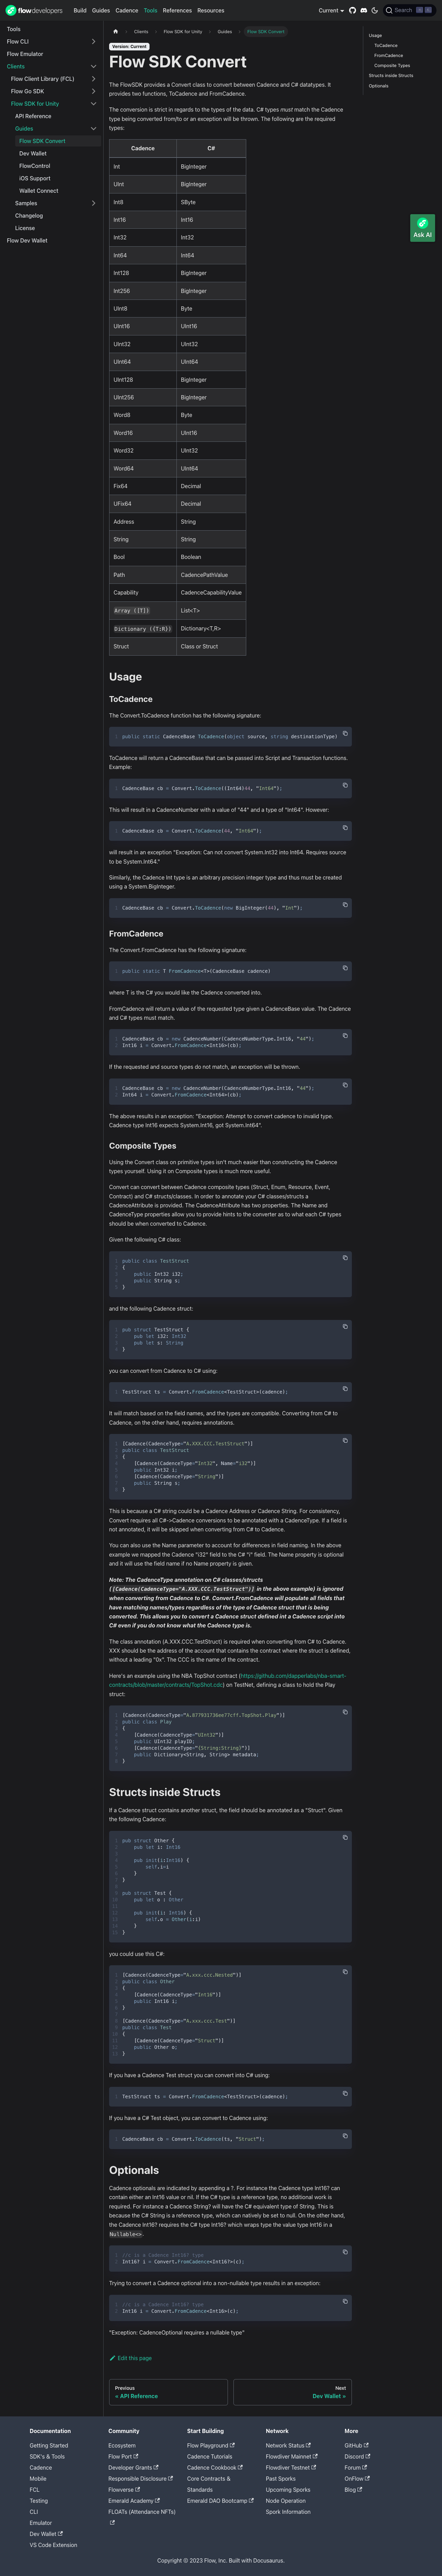 flow developers
Build
Guides
Cadence
Tools
References
Resources
Current
Search
Tools
Flow CLI
Flow Emulator
Clients
Flow Client Library (FCL)
Flow Go SDK
Flow SDK for Unity
API Reference
Guides
Flow SDK Convert
Dev Wallet
FlowControl
iOS Support
Wallet Connect
Samples
Changelog
License
Flow Dev Wallet
Clients
Flow SDK for Unity
Guides
Flow SDK Convert
Version: Current
Flow SDK Convert
The FlowSDK provides a Convert class to convert between Cadence and C# datatypes. It
provides two functions, ToCadence and FromCadence.
The conversion is strict in regards to the types of the data. C# types must match the Cadence
type being converted from/to or an exception will be thrown. The following are the required
types:
Cadence C#
Int BigInteger
UInt BigInteger
Int8 SByte
Int16 Int16
Int32 Int32
Int64 Int64
Int128 BigInteger
Int256 BigInteger
UInt8 Byte
UInt16 UInt16
UInt32 UInt32
UInt64 UInt64
UInt128 BigInteger
UInt256 BigInteger
Word8 Byte
Word16 UInt16
Word32 UInt32
Word64 UInt64
Fix64 Decimal
UFix64 Decimal
Address String
String String
Bool Boolean
Path CadencePathValue
Capability CadenceCapabilityValue
Array ([T]) List<T>
Dictionary ({T:R}) Dictionary<T,R>
Struct Class or Struct
Usage
ToCadence
The Convert.ToCadence function has the following signature:
public static CadenceBase ToCadence(object source, string destinationType)
ToCadence will return a CadenceBase that can be passed into Script and Transaction functions.
Example:
CadenceBase cb = Convert.ToCadence((Int64)44, "Int64");
This will result in a CadenceNumber with a value of "44" and a type of "Int64". However:
CadenceBase cb = Convert.ToCadence(44, "Int64");
will result in an exception "Exception: Can not convert System.Int32 into Int64. Requires source
to be System.Int64."
Similarly, the Cadence Int type is an arbitrary precision integer type and thus must be created
using a System.BigInteger.
CadenceBase cb = Convert.ToCadence(new BigInteger(44), "Int");
FromCadence
The Convert.FromCadence has the following signature:
public static T FromCadence<T>(CadenceBase cadence)
where T is the C# you would like the Cadence converted into.
FromCadence will return a value of the requested type given a CadenceBase value. The Cadence
and C# types must match.
CadenceBase cb = new CadenceNumber(CadenceNumberType.Int16, "44");
Int16 i = Convert.FromCadence<Int16>(cb);
If the requested and source types do not match, an exception will be thrown.
CadenceBase cb = new CadenceNumber(CadenceNumberType.Int16, "44");
Int64 i = Convert.FromCadence<Int64>(cb);
The above results in an exception: "Exception: Attempt to convert cadence to invalid type.
Cadence type Int16 expects System.Int16, got System.Int64".
Composite Types
Using the Convert class on primitive types isn't much easier than constructing the Cadence
types yourself. Using it on Composite types is much more useful.
Convert can convert between Cadence composite types (Struct, Enum, Resource, Event,
Contract) and C# structs/classes. In order to annotate your C# classes/structs a
CadenceAttribute is provided. The CadenceAttribute has two properties. The Name and
CadenceType properties allow you to provide hints to the converter as to what each C# types
should be when converted to Cadence.
Given the following C# class:
public class TestStruct
{
public Int32 i32;
public String s;
}
and the following Cadence struct:
pub struct TestStruct {
pub let i32: Int32
pub let s: String
}
you can convert from Cadence to C# using:
TestStruct ts = Convert.FromCadence<TestStruct>(cadence);
It will match based on the field names, and the types are compatible. Converting from C# to
Cadence, on the other hand, requires annotations.
[Cadence(CadenceType="A.XXX.CCC.TestStruct")]
public class TestStruct
{
[Cadence(CadenceType="Int32", Name="i32")]
public Int32 i;
[Cadence(CadenceType="String")]
public String s;
}
This is because a C# string could be a Cadence Address or Cadence String. For consistency,
Convert requires all C#->Cadence conversions to be annotated with a CadenceType. If a field is
not annotated, it will be skipped when converting from C# to Cadence.
You can also use the Name parameter to account for differences in field naming. In the above
example we mapped the Cadence "i32" field to the C# "i" field. The Name property is optional
and it will use the field name if no Name property is given.
Note: The CadenceType annotation on C# classes/structs
([Cadence(CadenceType="A.XXX.CCC.TestStruct")] in the above example) is ignored
when converting from Cadence to C#. Convert.FromCadence will populate all fields that
have matching names/types regardless of the type of Cadence struct that is being
converted. This allows you to convert a Cadence struct defined int a Cadence script into
C# even if you do not know what the Cadence type is.
The class annotation (A.XXX.CCC.TestStruct) is required when converting from C# to Cadence.
XXX should be the address of the account that contains the contract where the struct is defined,
without a leading "0x". The CCC is the name of the contract.
Here's an example using the NBA TopShot contract (https://github.com/dapperlabs/nba-smart-
contracts/blob/master/contracts/TopShot.cdc) on TestNet, defining a class to hold the Play
struct:
[Cadence(CadenceType="A.877931736ee77cff.TopShot.Play")]
public class Play
{
[Cadence(CadenceType="UInt32")]
public UInt32 playID;
[Cadence(CadenceType="{String:String}")]
public Dictionary<String, String> metadata;
}
Structs inside Structs
If a Cadence struct contains another struct, the field should be annotated as a "Struct". Given
the following Cadence:
pub struct Other {
pub let i: Int16
init(i:Int16) {
self.i=i
}
}
pub struct Test {
pub let o : Other
pub init(i: Int16) {
self.o = Other(i:i)
}
}
you could use this C#:
[Cadence(CadenceType="A.xxx.ccc.Nested")]
public class Other
{
[Cadence(CadenceType="Int16")]
public Int16 i;
}
[Cadence(CadenceType="A.xxx.ccc.Test")]
public class Test
{
[Cadence(CadenceType="Struct")]
public Other o;
}
If you have a Cadence Test struct you can convert into C# using:
TestStruct ts = Convert.FromCadence<TestStruct>(cadence);
If you have a C# Test object, you can convert to Cadence using:
CadenceBase cb = Convert.ToCadence(ts, "Struct");
Optionals
Cadence optionals are indicated by appending a ?. For instance the Cadence type Int16? can
contain either an Int16 value or nil. If the C# type is a reference type, no additional work is
required. For instance a Cadence String? will have the C# equivalent type of String. This is
because the C# String is a reference type, which can natively be set to null. On the other hand,
the Cadence Int16? requires the C# type Int16? which wraps type the value type Int16 in a
Nullable<>.
//c is a Cadence Int16? type
Int16? i = Convert.FromCadence<Int16?>(c);
Trying to convert a Cadence optional into a non-nullable type results in an exception:
//c is a Cadence Int16? type
Int16 i = Convert.FromCadence<Int16>(c);
"Exception: CadenceOptional requires a nullable type"
Edit this page
Previous
« API Reference
Next
Dev Wallet »
Usage
ToCadence
FromCadence
Composite Types
Structs inside Structs
Optionals
Ask AI
Documentation
Getting Started
SDK's & Tools
Cadence
Mobile
FCL
Testing
CLI
Emulator
Dev Wallet
VS Code Extension
Community
Ecosystem
Flow Port
Developer Grants
Responsible Disclosure
Flowverse
Emerald Academy
FLOATs (Attendance NFTs)
Start Building
Flow Playground
Cadence Tutorials
Cadence Cookbook
Core Contracts &
Standards
Emerald DAO Bootcamp
Network
Network Status
Flowdiver Mainnet
Flowdiver Testnet
Past Sporks
Upcoming Sporks
Node Operation
Spork Information
More
GitHub
Discord
Forum
OnFlow
Blog
Copyright © 2023 Flow, Inc. Built with Docusaurus.